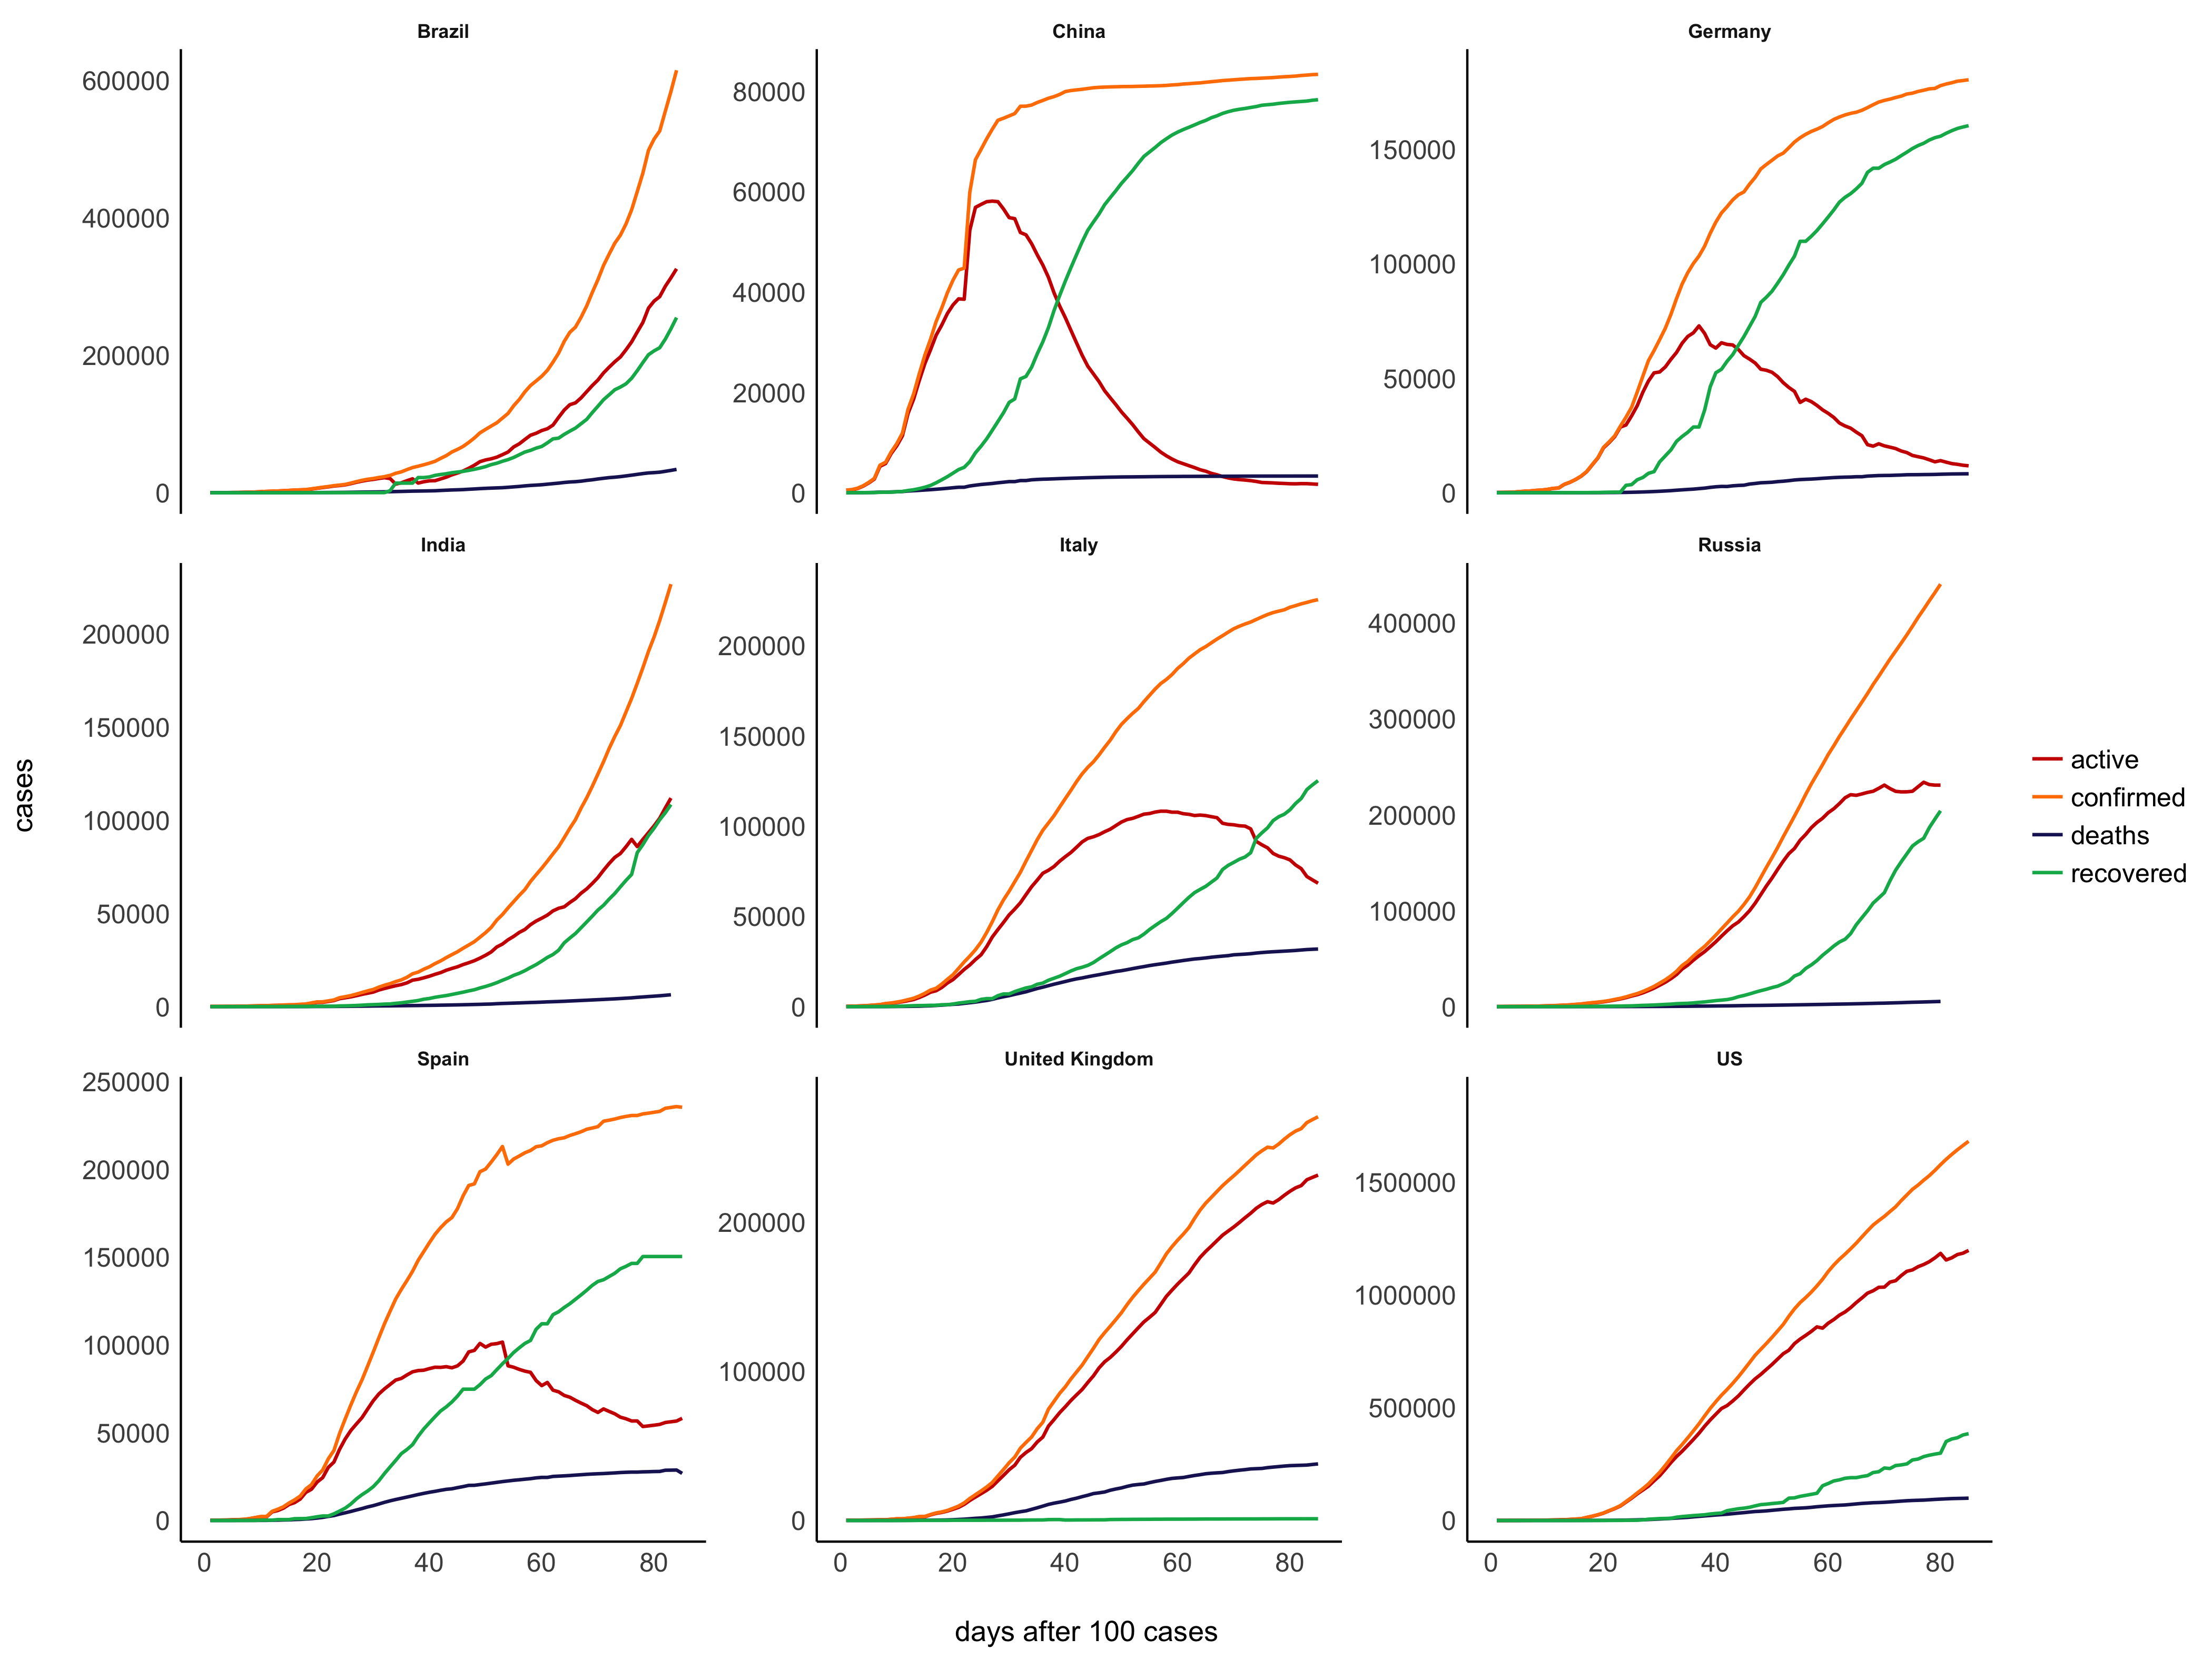 Brazil
China
Germany
600000
400000
200000
0
80000
60000
40000
20000
0
150000
100000
50000
0
India
Italy
Russia
200000
150000
100000
50000
0
200000
150000
100000
50000
0
400000
300000
200000
100000
0
cases
active
confirmed
deaths
recovered
Spain
United Kingdom
US
250000
200000
150000
100000
50000
0
200000
100000
0
1500000
1000000
500000
0
0 20 40 60 80
0 20 40 60 80
0 20 40 60 80
days after 100 cases